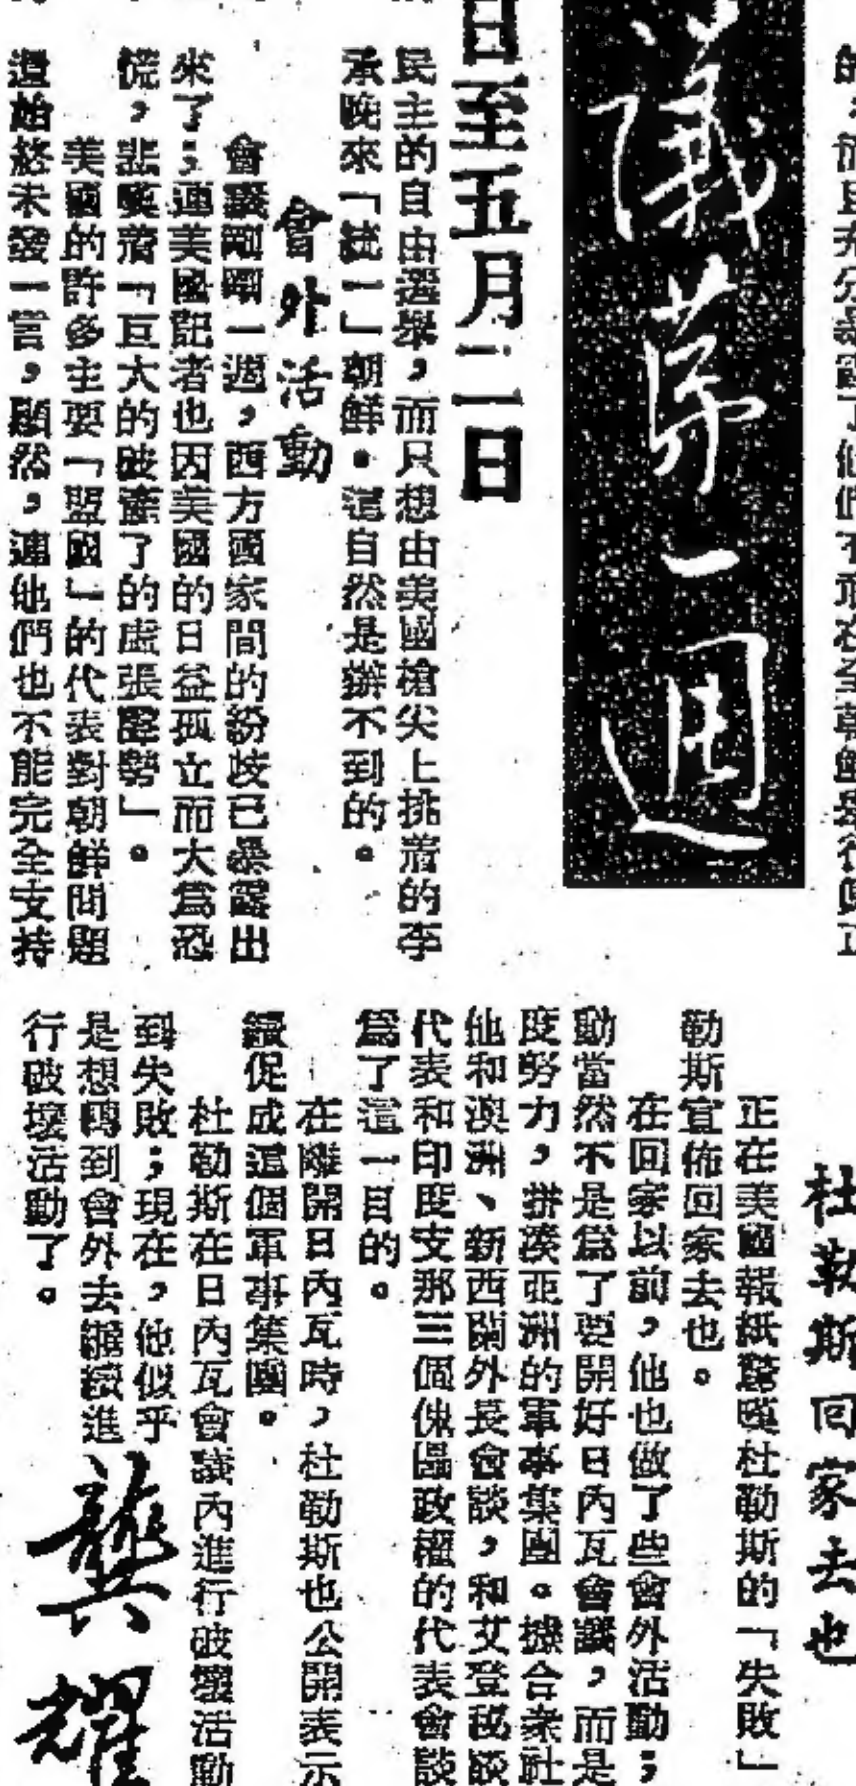 議第一週
日至五月二日
民主的自由選舉,而只想由美國槍尖上挑着的李
承晚來「統一」朝鮮。這自然是辦不到的。
會外活動
會議剛剛一週,西方國家間的紛歧已暴露出
來了;連美國記者也因美國的日益孤立而大爲恐
慌,悲嘆着「巨大的破產了的虛張聲勢」。
美國的許多主要「盟國」的代表對朝鮮問題
還始終未發一言,顯然,連他們也不能完全支持
杜勒斯回家去也
正在美國報紙驚嘆杜勒斯的「失敗」
勒斯宣佈回家去也。
在回家以前,他也做了些會外活動;
動當然不是爲了要開好日內瓦會議,而是
度努力,拼湊亞洲的軍事集團。據合衆社
他和澳洲、新西蘭外長會談,和艾登密談
代表和印度支那三個傀儡政權的代表會談
爲了這一目的。
在離開日內瓦時,杜勒斯也公開表示
續促成這個軍事集團。
杜勒斯在日內瓦會議內進行破壞活動
到失敗;現在,他似乎
是想轉到會外去繼續進
行破壞活動了。
龔耀